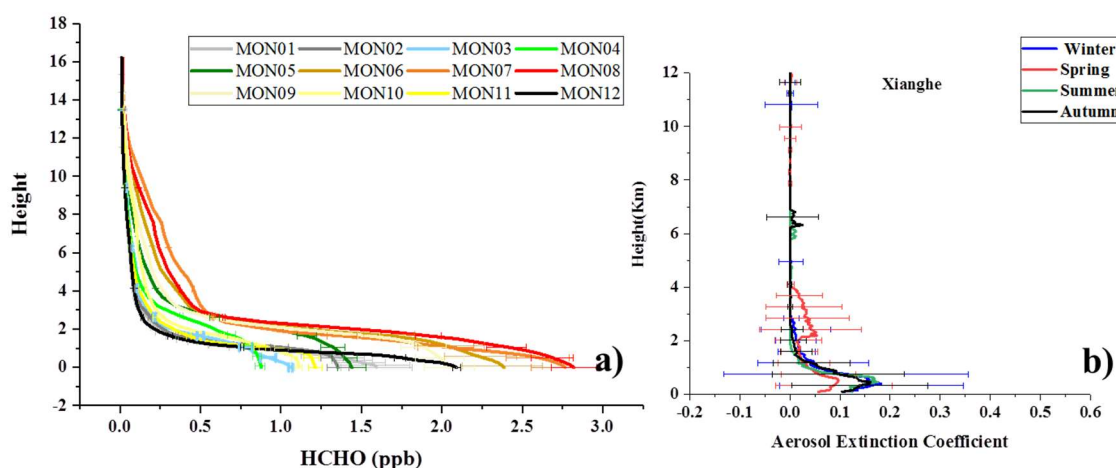 18
16
14
12
10
8
6
4
2
0
-2
Height
MON01 MON02 MON03 MON04
MON05 MON06 MON07 MON08
MON09 MON10 MON11 MON12
a)
0.0 0.5 1.0 1.5 2.0 2.5 3.0
HCHO (ppb)
Winter
Spring
Summer
Autumn
Xianghe
12
10
8
6
4
2
0
Height(Km)
b)
-0.2 -0.1 0.0 0.1 0.2 0.3 0.4 0.5 0.6
Aerosol Extinction Coefficient